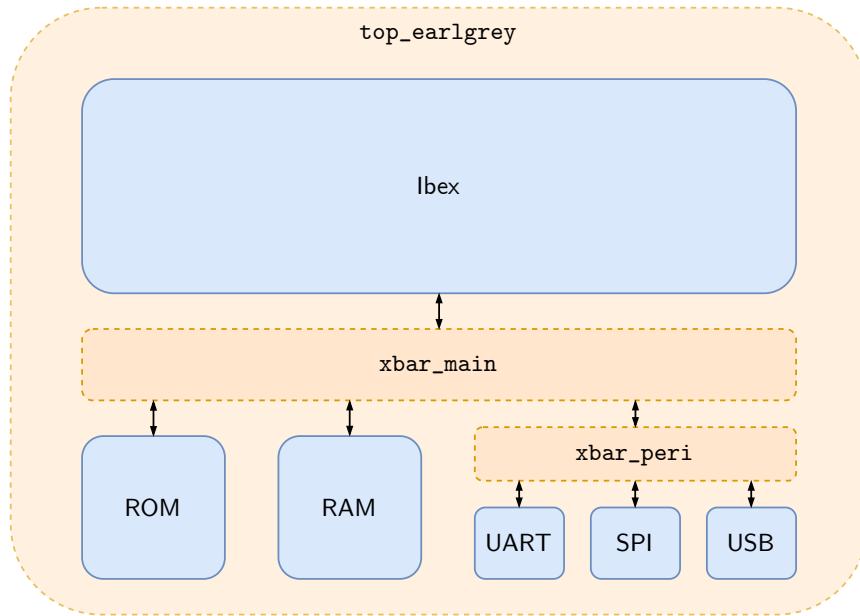 top_earlgrey
Ibex
xbar_main
xbar_peri
ROM
RAM
UART
SPI
USB